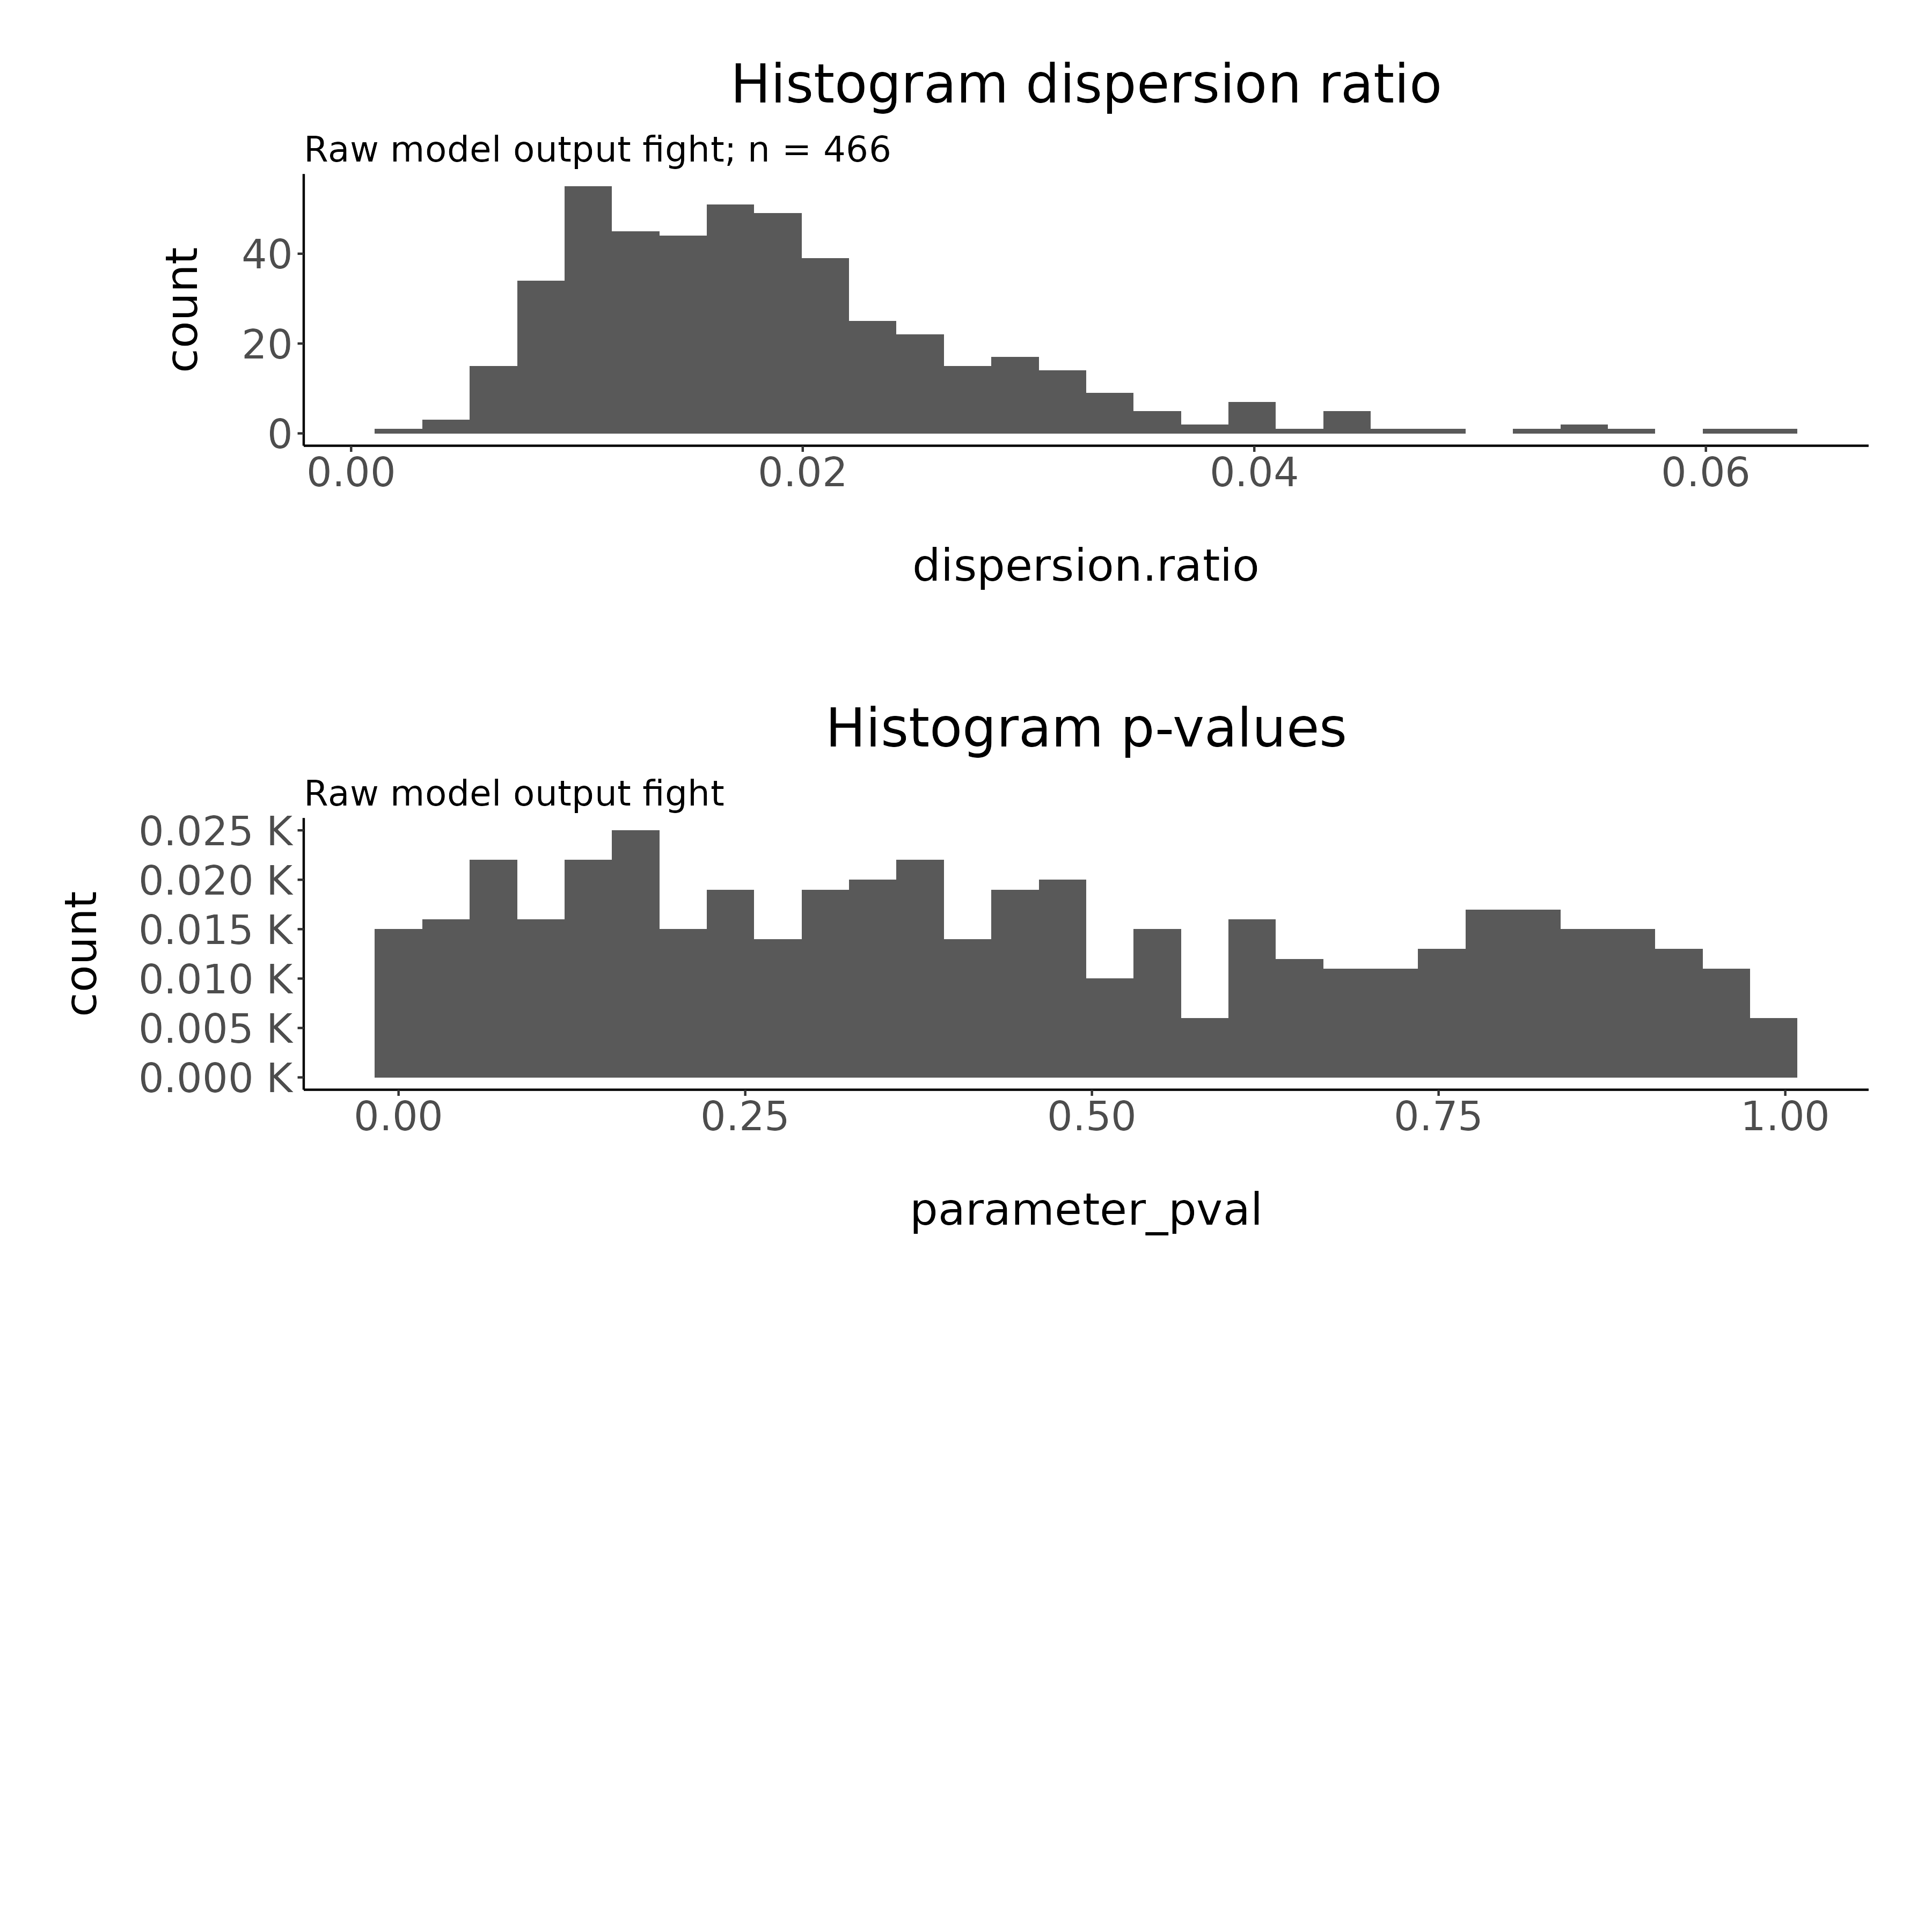 Histogram dispersion ratio
Raw model output fight; n = 466
count
40
20
0
0.00 0.02 0.04 0.06
dispersion.ratio
Histogram p-values
Raw model output fight
count
0.025 K
0.020 K
0.015 K
0.010 K
0.005 K
0.000 K
0.00 0.25 0.50 0.75 1.00
parameter_pval